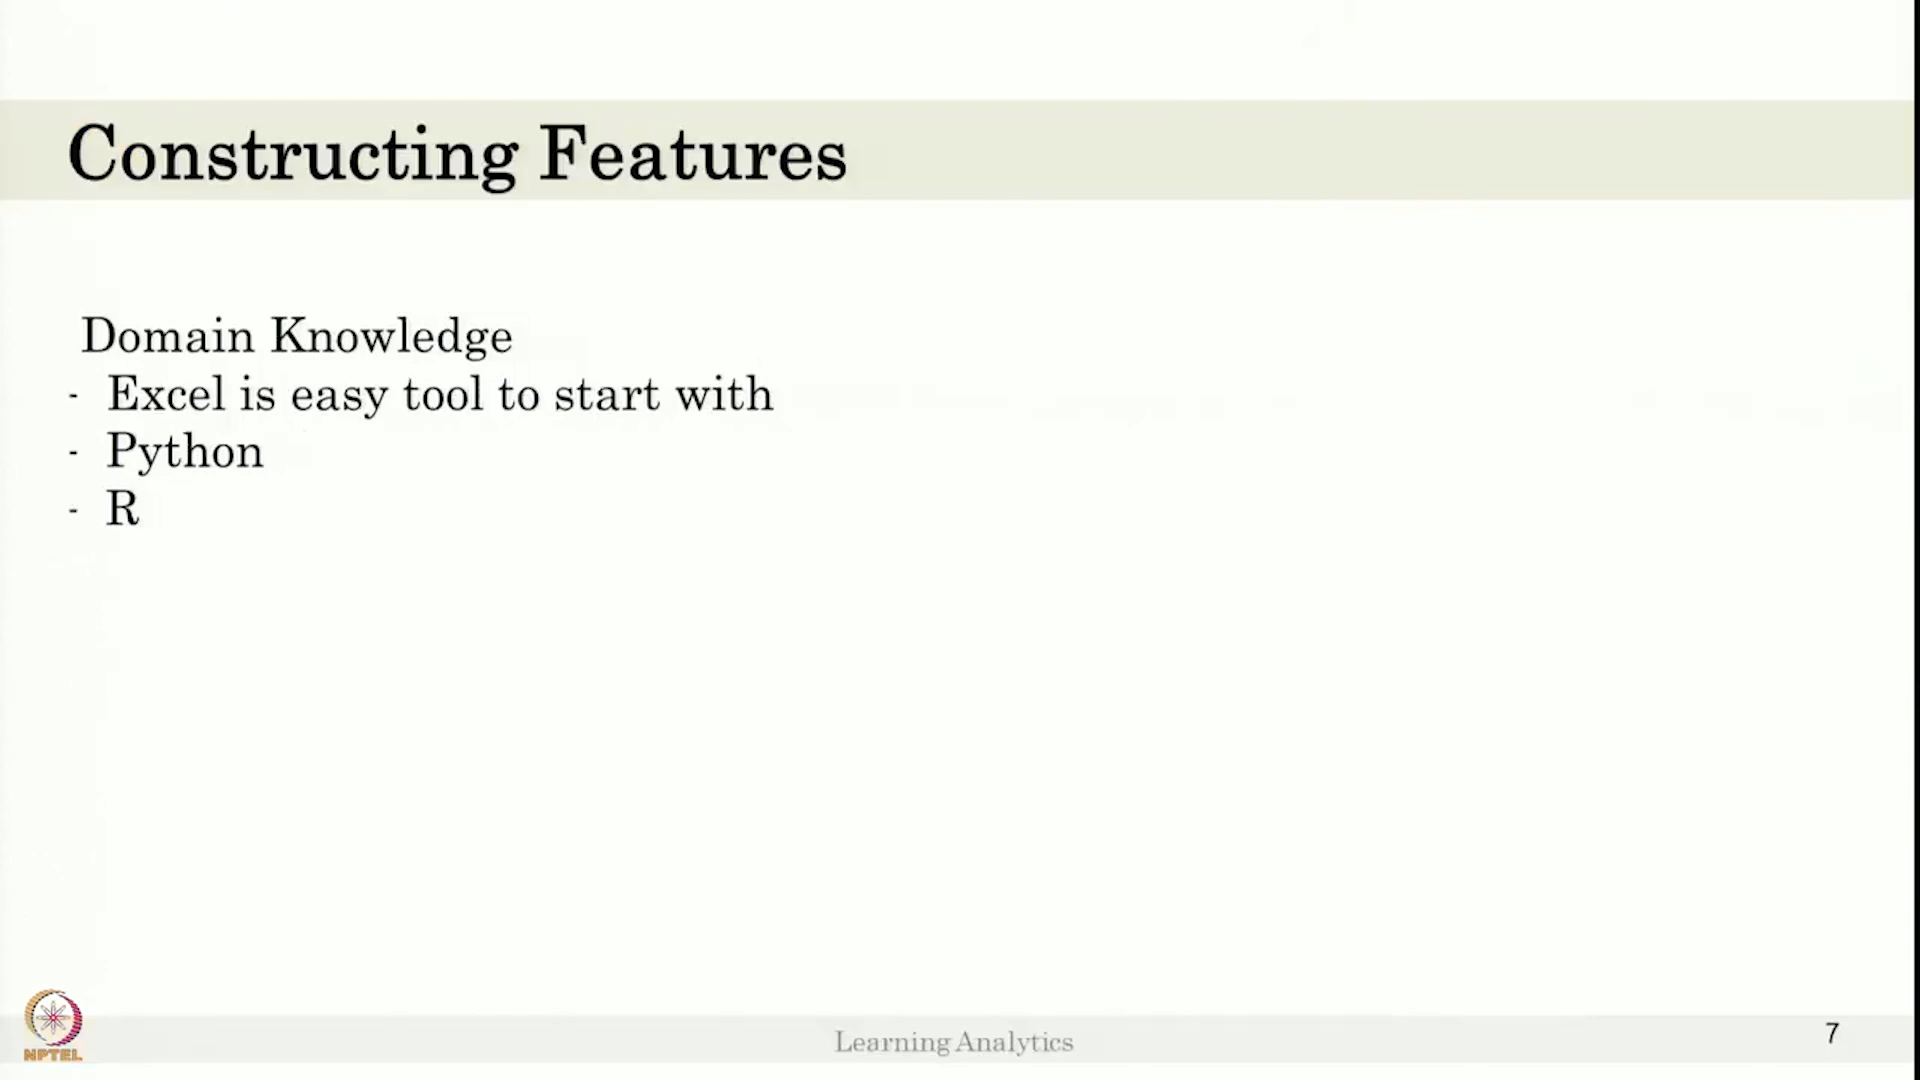 Constructing Features
Domain Knowledge
- Excel is easy tool to start with
- Python
- R
NPTEL
Learning Analytics
7